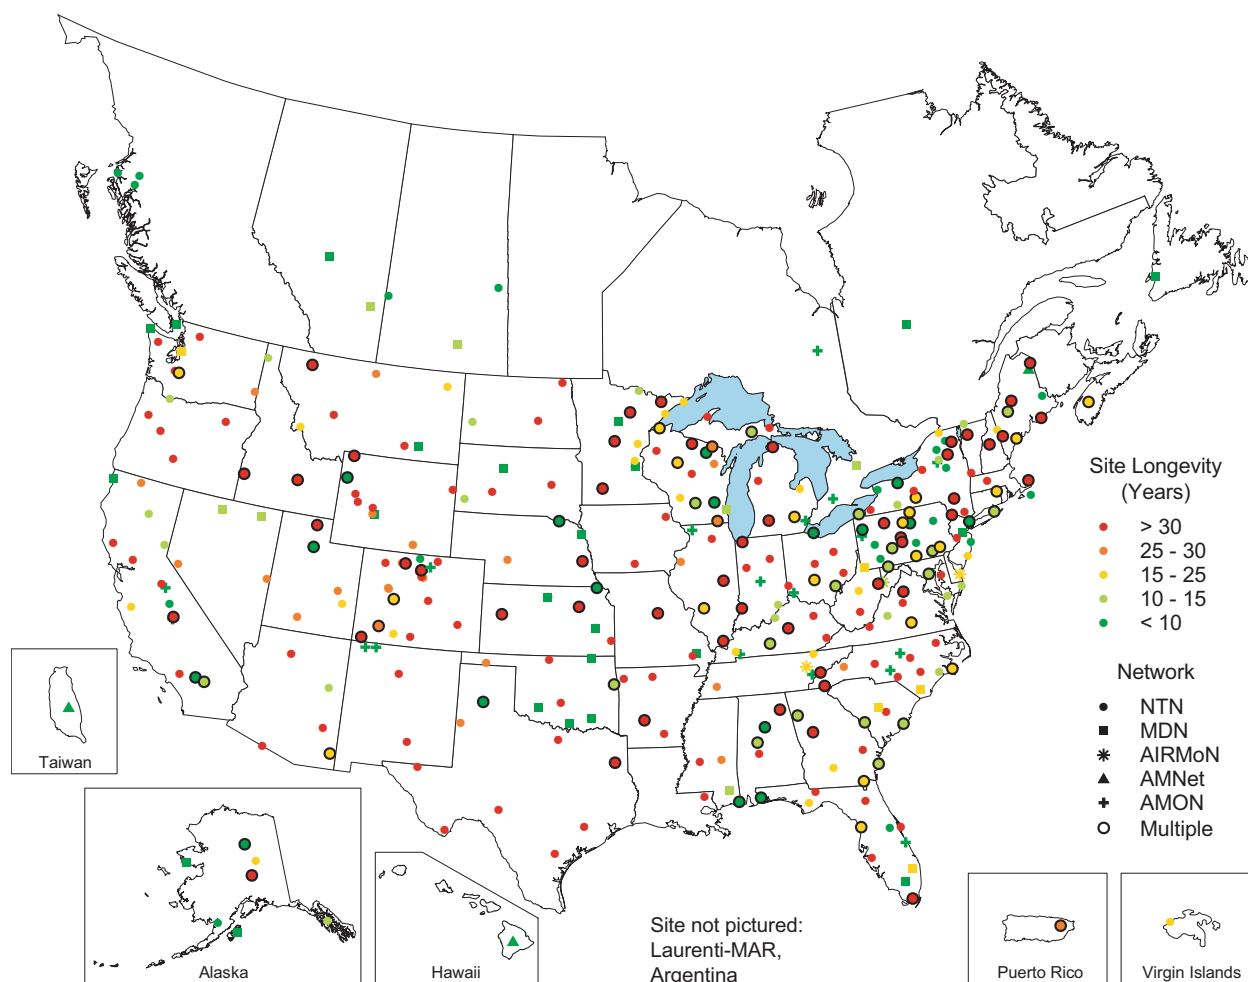 Site Longevity
(Years)
> 30
25 - 30
15 - 25
10 - 15
< 10
Network
NTN
MDN
AIRMoN
AMNet
AMON
Multiple
Taiwan
Alaska
Hawaii
Site not pictured:
Laurenti-MAR,
Argentina
Puerto Rico
Virgin Islands